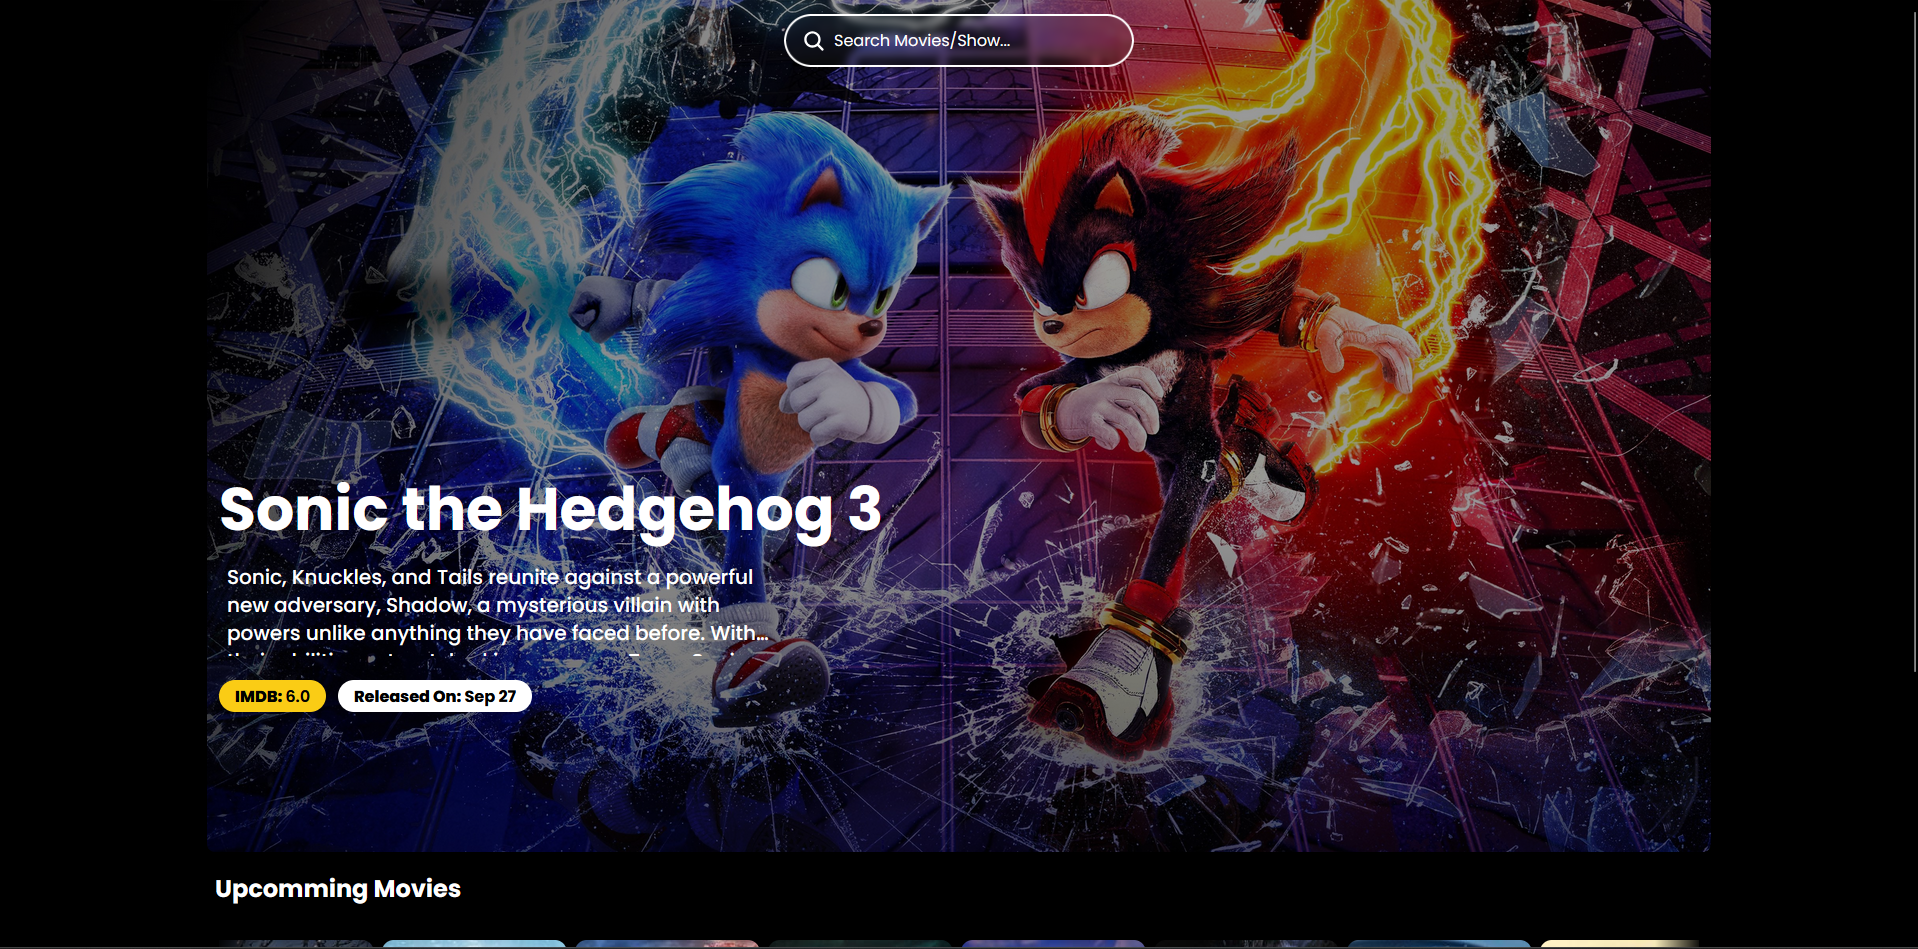 Search Movies/Show...
Sonic the Hedgehog 3
Sonic, Knuckles, and Tails reunite against a powerful
new adversary, Shadow, a mysterious villain with
powers unlike anything they have faced before. With...
IMDB: 6.0
Released On: Sep 27
Upcomming Movies